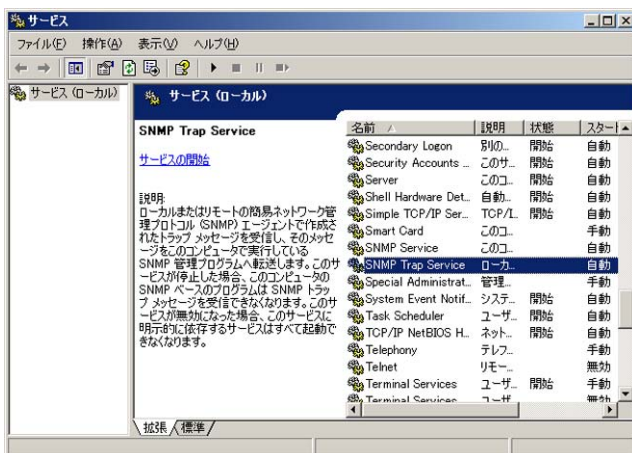 サービス
ファイル(F) 操作(A) 表示(V) ヘルプ(H)
サービス (ローカル)
サービス (ローカル)
SNMP Trap Service
サービスの開始
説明:
ローカルまたはリモートの簡易ネットワーク管
理プロトコル (SNMP) エージェントで作成さ
れたトラップ メッセージを受信し、そのメッセ
ージをこのコンピュータで実行している
SNMP 管理プログラムへ転送します。このサ
ービスが停止した場合、このコンピュータの
SNMP ベースのプログラムは SNMP トラッ
プ メッセージを受信できなくなります。このサ
ービスが無効になった場合、このサービスに
明示的に依存するサービスはすべて起動で
きなくなります。
名前 説明 状態 スタート
Secondary Logon 別の... 開始 自動
Security Accounts ... このサ... 開始 自動
Server このコ... 開始 自動
Shell Hardware Det... 自動... 開始 自動
Simple TCP/IP Ser... TCP/I... 開始 自動
Smart Card このコ... 手動
SNMP Service このコ... 開始 自動
SNMP Trap Service ローカ... 自動
Special Administrat... 管理... 手動
System Event Notif... システ... 開始 自動
Task Scheduler ユーザ... 開始 自動
TCP/IP NetBIOS H... ネット... 開始 自動
Telephony テレフ... 手動
Telnet リモー... 無効
Terminal Services ユーザ... 開始 手動
Terminal Services ユーザ 無効
拡張 標準